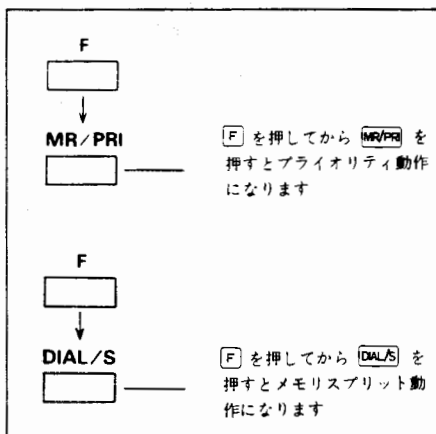 F
MR/PRI
F を押してから MR/PRI を
押すとプライオリティ動作
になります
F
DIAL/S
F を押してから DIAL/S を
押すとメモリスプリット動
作になります